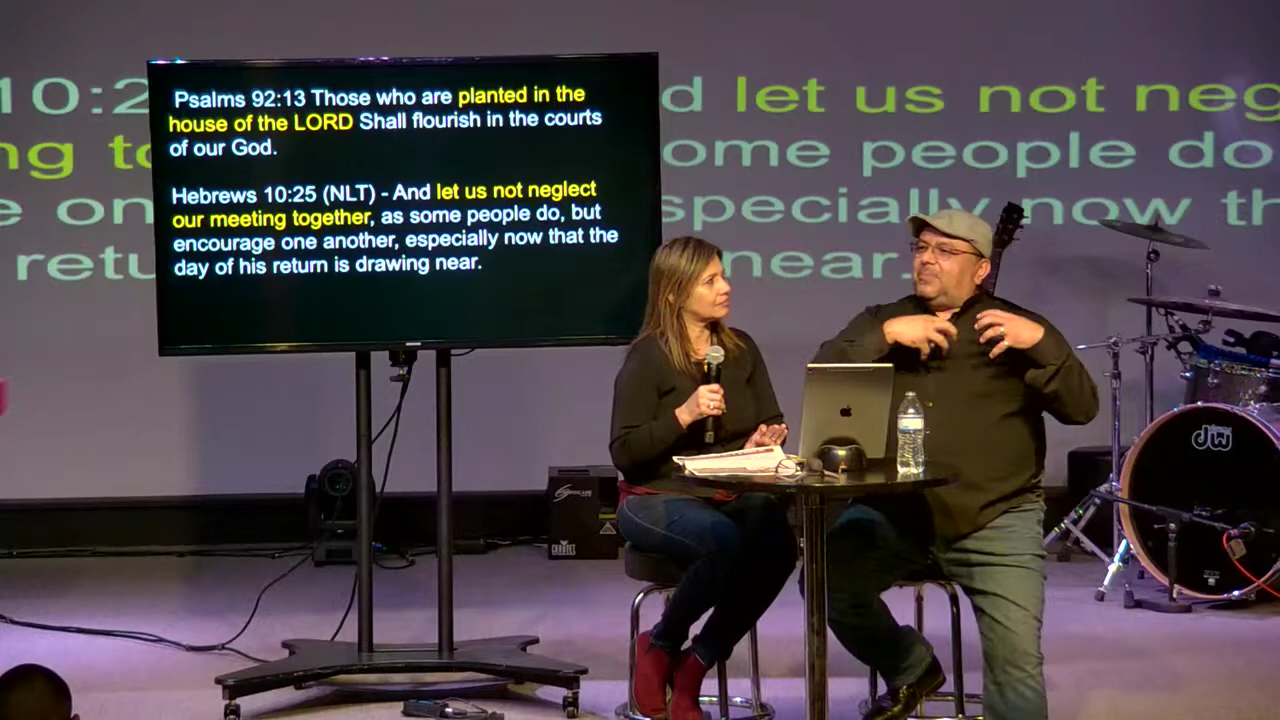 Psalms 92:13 Those who are planted in the
house of the LORD Shall flourish in the courts
of our God.
Hebrews 10:25 (NLT) - And let us not neglect
our meeting together, as some people do, but
encourage one another, especially now that the
day of his return is drawing near.
10:2
d let us not neg
ng to
ome people do
e on
specially now th
retu
near.
dw
CHAUVET